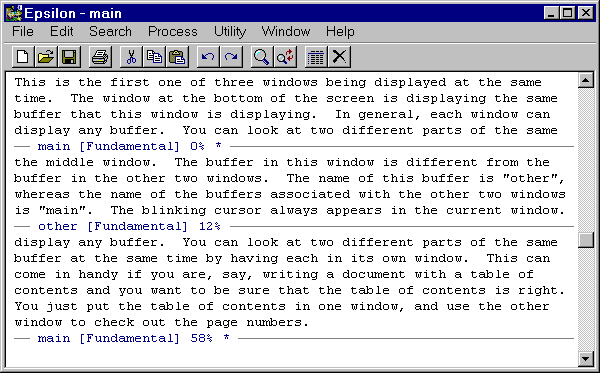 Epsilon - main
File Edit Search Process Utility Window Help
This is the first one of three windows being displayed at the same
time.  The window at the bottom of the screen is displaying the same
buffer that this window is displaying.  In general, each window can
display any buffer.  You can look at two different parts of the same
main [Fundamental] 0% *
the middle window.  The buffer in this window is different from the
buffer in the other two windows.  The name of this buffer is "other",
whereas the name of the buffers associated with the other two windows
is "main".  The blinking cursor always appears in the current window.
other [Fundamental] 12%
display any buffer.  You can look at two different parts of the same
buffer at the same time by having each in its own window.  This can
come in handy if you are, say, writing a document with a table of
contents and you want to be sure that the table of contents is right.
You just put the table of contents in one window, and use the other
window to check out the page numbers.
main [Fundamental] 58% *